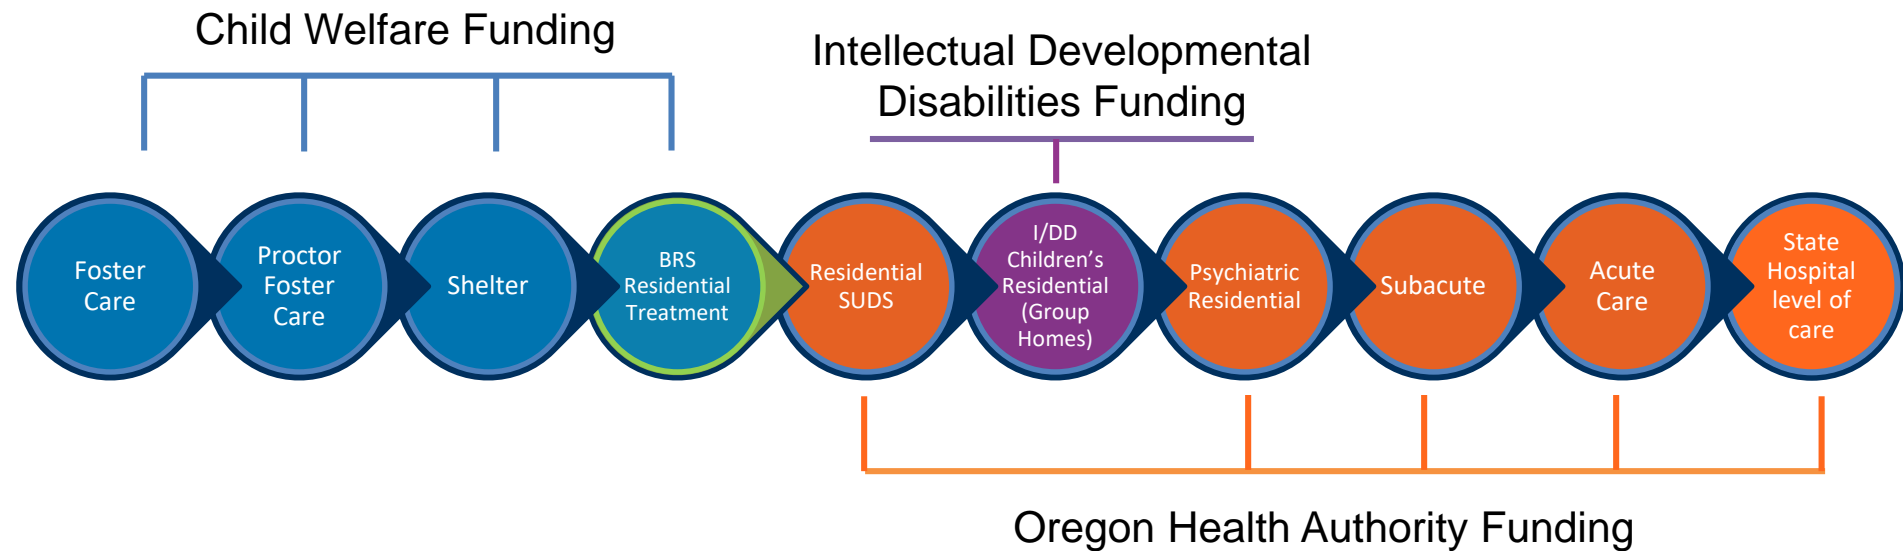 Child Welfare Funding
Intellectual Developmental
Disabilities Funding
Foster
Care
Proctor
Foster
Care
Shelter
BRS
Residential
Treatment
Residential
SUDS
I/DD
Children’s
Residential
(Group
Homes)
Psychiatric
Residential
Subacute
Acute
Care
State
Hospital
level of
care
Oregon Health Authority Funding